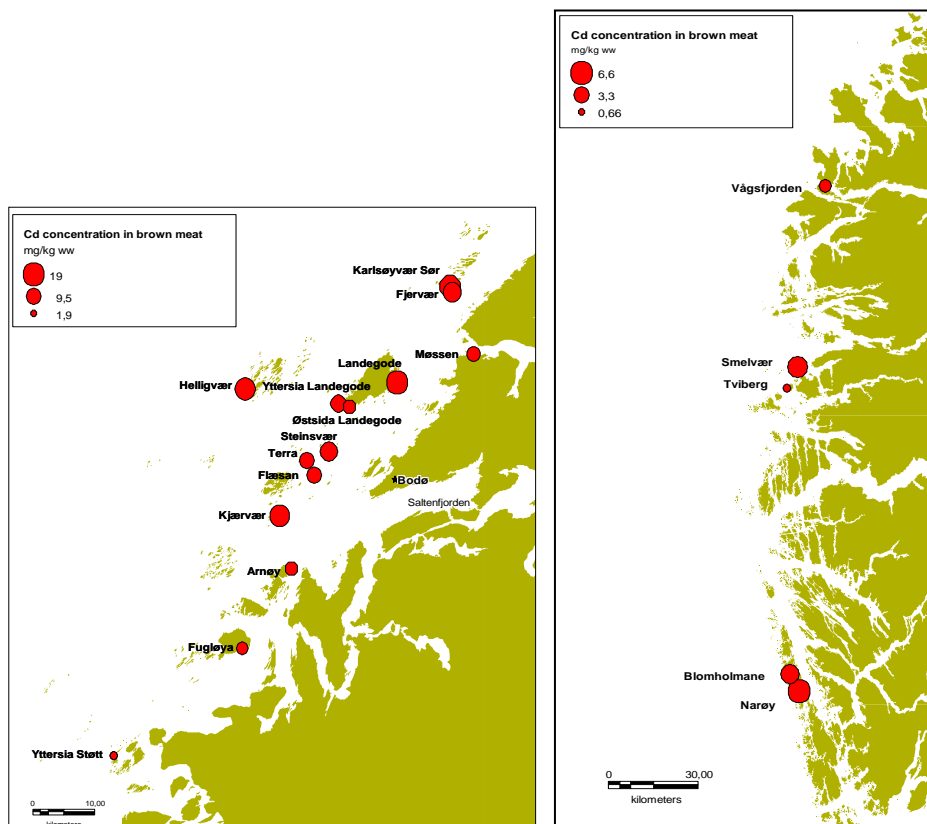 Cd concentration in brown meat
mg/kg ww
19
9,5
1,9
Karlsøyvær Sør
Fjervær
Møssen
Landegode
Helligvær
Yttersia Landegode
Østsida Landegode
Steinsvær
Terra
Flæsan
Bodø
Saltenfjorden
Kjærvær
Arnøy
Fugløya
Yttersia Støtt
0 10,00
kilometers
Cd concentration in brown meat
mg/kg ww
6,6
3,3
0,66
Vågsfjorden
Smelvær
Tviberg
Blomholmane
Narøy
0 30,00
kilometers